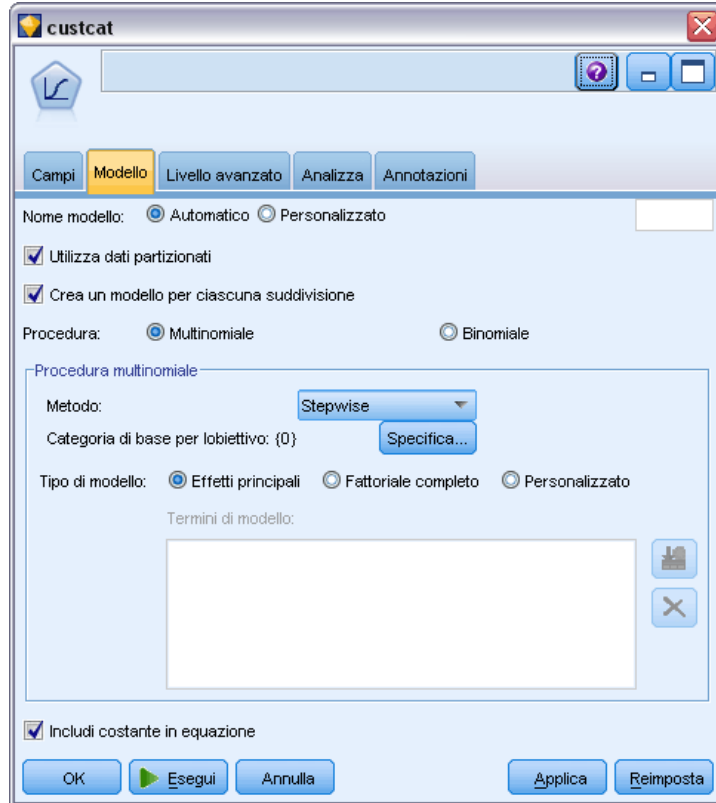 custcat
Campi Modello Livello avanzato Analizza Annotazioni
Nome modello: Automatico Personalizzato
Utilizza dati partizionati
Crea un modello per ciascuna suddivisione
Procedura: Multinomiale Binomiale
Procedura multinomiale
Metodo: Stepwise
Categoria di base per lobiettivo: {0} Specifica...
Tipo di modello: Effetti principali Fattoriale completo Personalizzato
Termini di modello:
Includi costante in equazione
OK Esegui Annulla Applica Reimposta